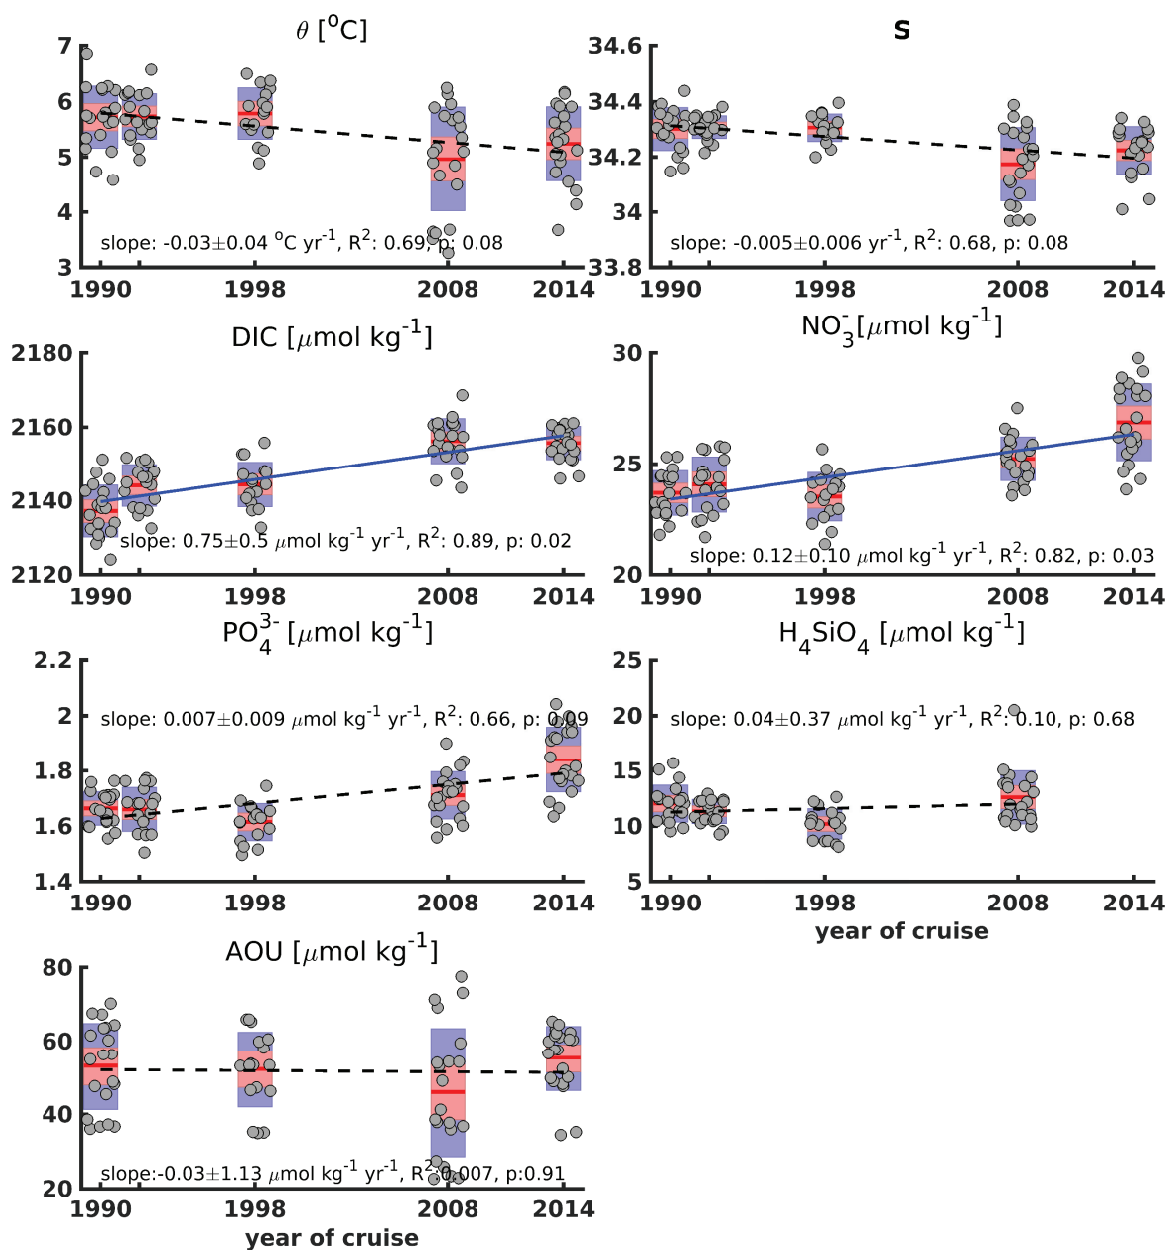 θ [⁰C]
S
7
6
5
4
3
34.6
34.4
34.2
34
33.8
slope: -0.03±0.04 ⁰C yr⁻¹, R²: 0.69, p: 0.08
slope: -0.005±0.006 yr⁻¹, R²: 0.68, p: 0.08
1990 1998 2008 2014
1990 1998 2008 2014
DIC [μmol kg⁻¹]
NO₃⁻[μmol kg⁻¹]
2180
2160
2140
2120
30
25
20
slope: 0.75±0.5 μmol kg⁻¹ yr⁻¹, R²: 0.89, p: 0.02
slope: 0.12±0.10 μmol kg⁻¹ yr⁻¹, R²: 0.82, p: 0.03
1990 1998 2008 2014
1990 1998 2008 2014
PO₄³⁻ [μmol kg⁻¹]
H₄SiO₄ [μmol kg⁻¹]
2.2
2
1.8
1.6
1.4
25
20
15
10
5
slope: 0.007±0.009 μmol kg⁻¹ yr⁻¹, R²: 0.66, p: 0.09
slope: 0.04±0.37 μmol kg⁻¹ yr⁻¹, R²: 0.10, p: 0.68
1990 1998 2008 2014
1990 1998 2008 2014
year of cruise
AOU [μmol kg⁻¹]
80
60
40
20
slope:-0.03±1.13 μmol kg⁻¹ yr⁻¹, R²:0.007, p:0.91
1990 1998 2008 2014
year of cruise